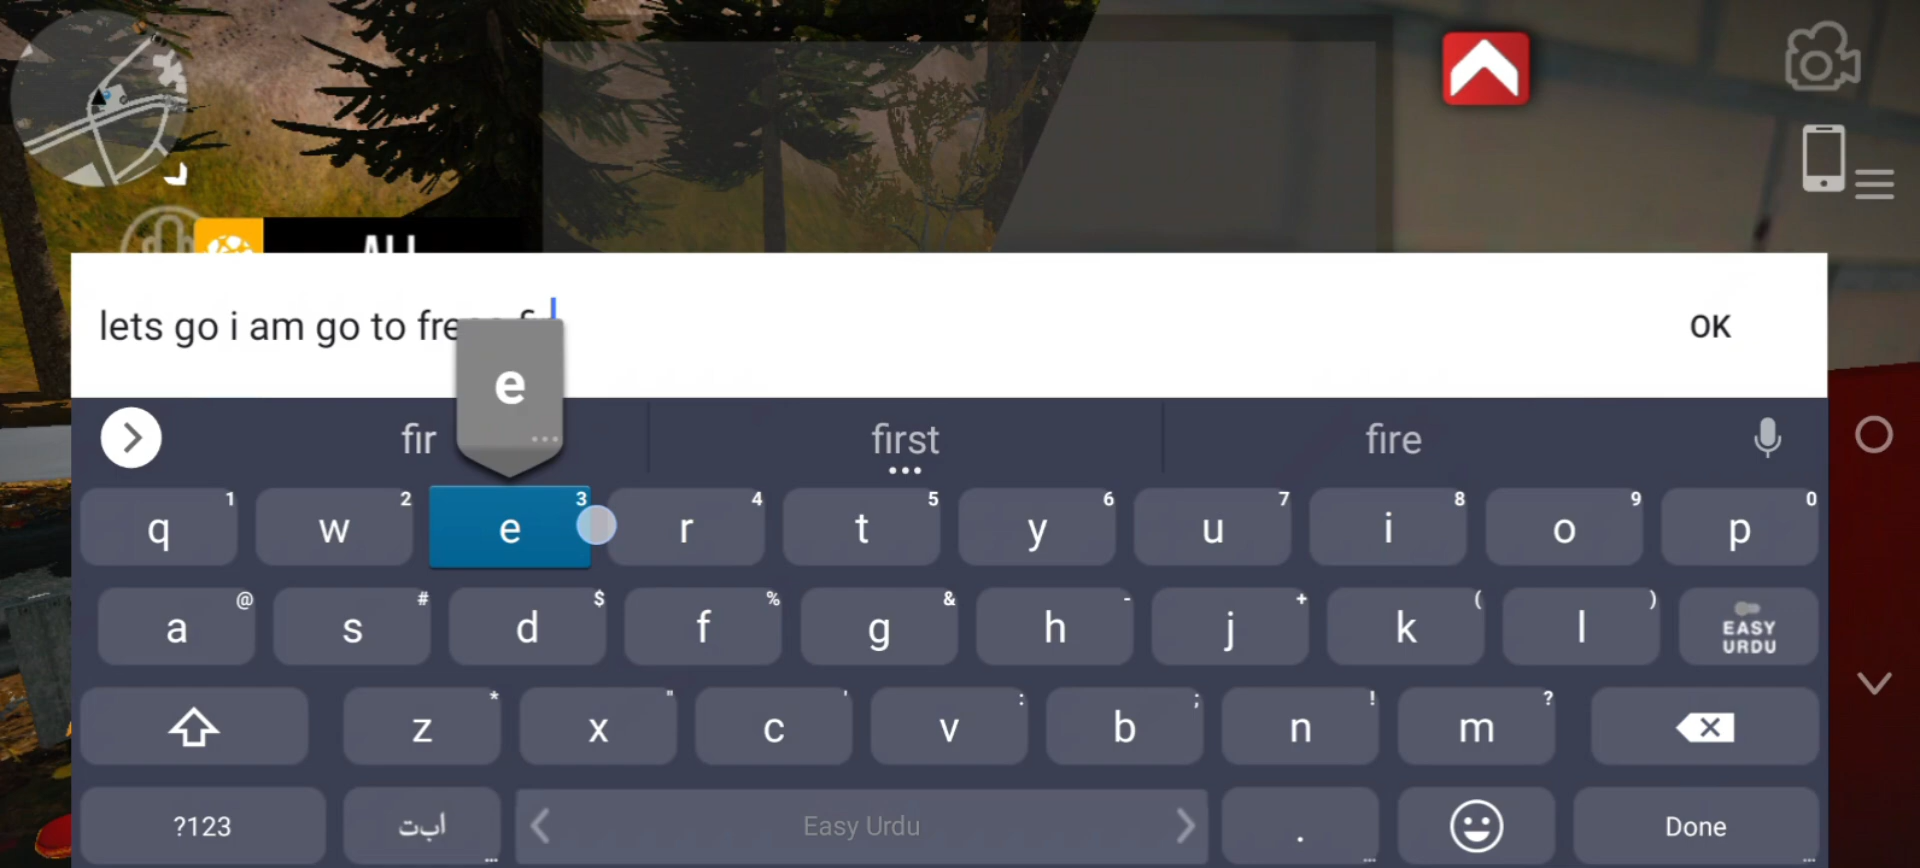 ALL
lets go i am go to
OK
e
fir first fire
q 1 w 2 e 3 r 4 t 5 y 6 u 7 i 8 o 9 p 0
a @ s # d $ f % g & h - j + k ( l ) EASY URDU
z * x " c ' v : b ; n ! m ?
?123 ابت Easy Urdu . Done